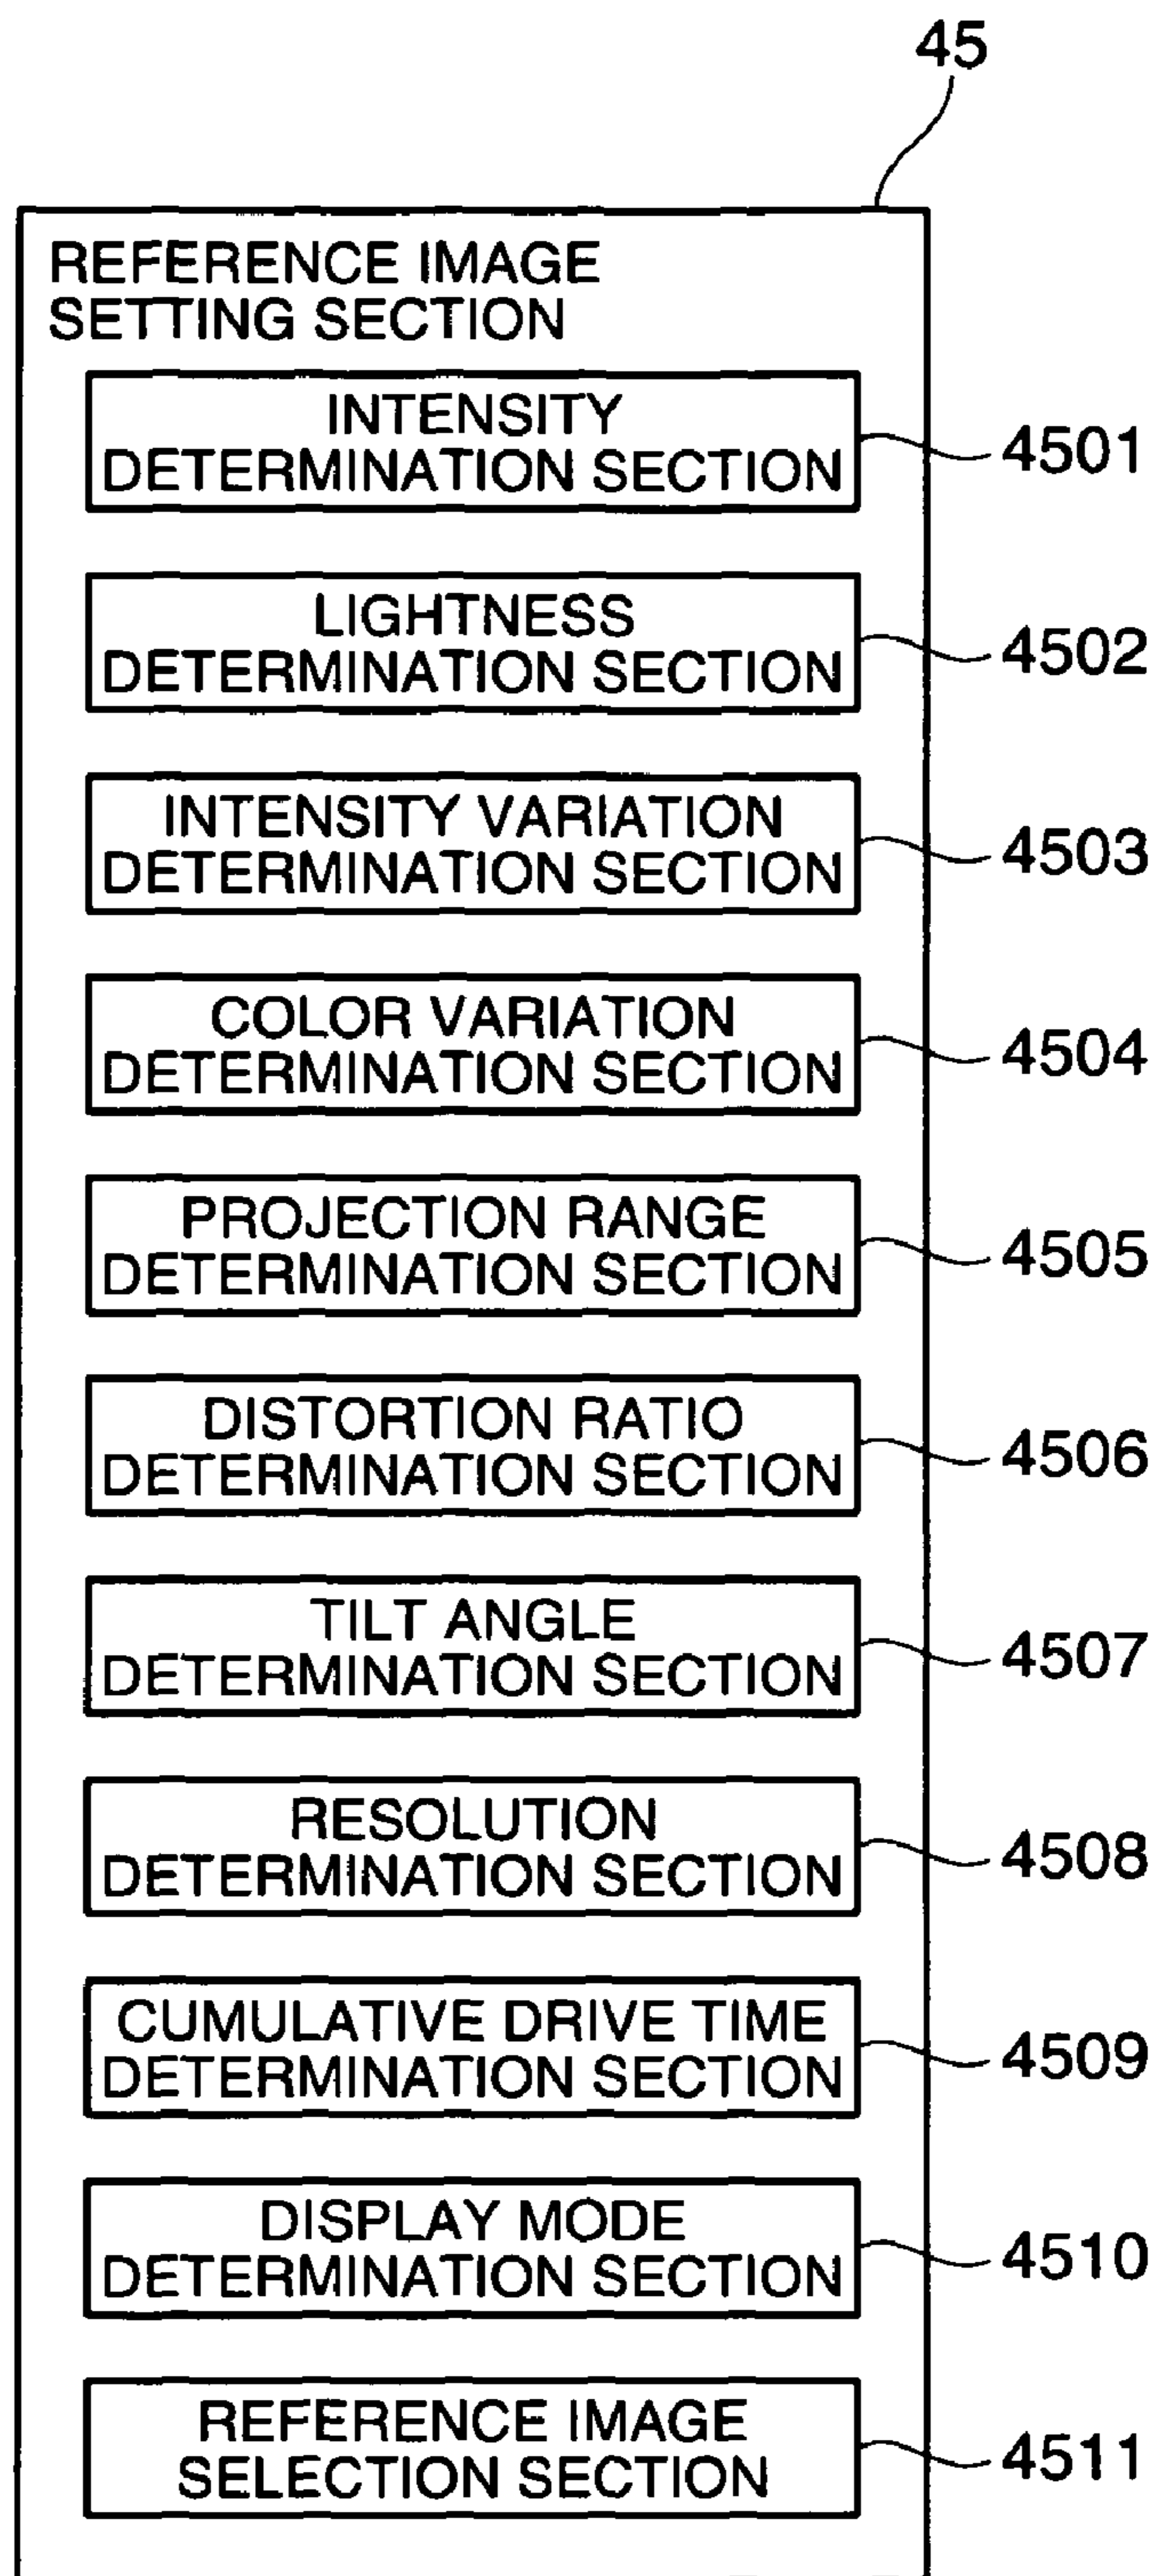 45
REFERENCE IMAGE
SETTING SECTION
INTENSITY
DETERMINATION SECTION
4501
LIGHTNESS
DETERMINATION SECTION
4502
INTENSITY VARIATION
DETERMINATION SECTION
4503
COLOR VARIATION
DETERMINATION SECTION
4504
PROJECTION RANGE
DETERMINATION SECTION
4505
DISTORTION RATIO
DETERMINATION SECTION
4506
TILT ANGLE
DETERMINATION SECTION
4507
RESOLUTION
DETERMINATION SECTION
4508
CUMULATIVE DRIVE TIME
DETERMINATION SECTION
4509
DISPLAY MODE
DETERMINATION SECTION
4510
REFERENCE IMAGE
SELECTION SECTION
4511